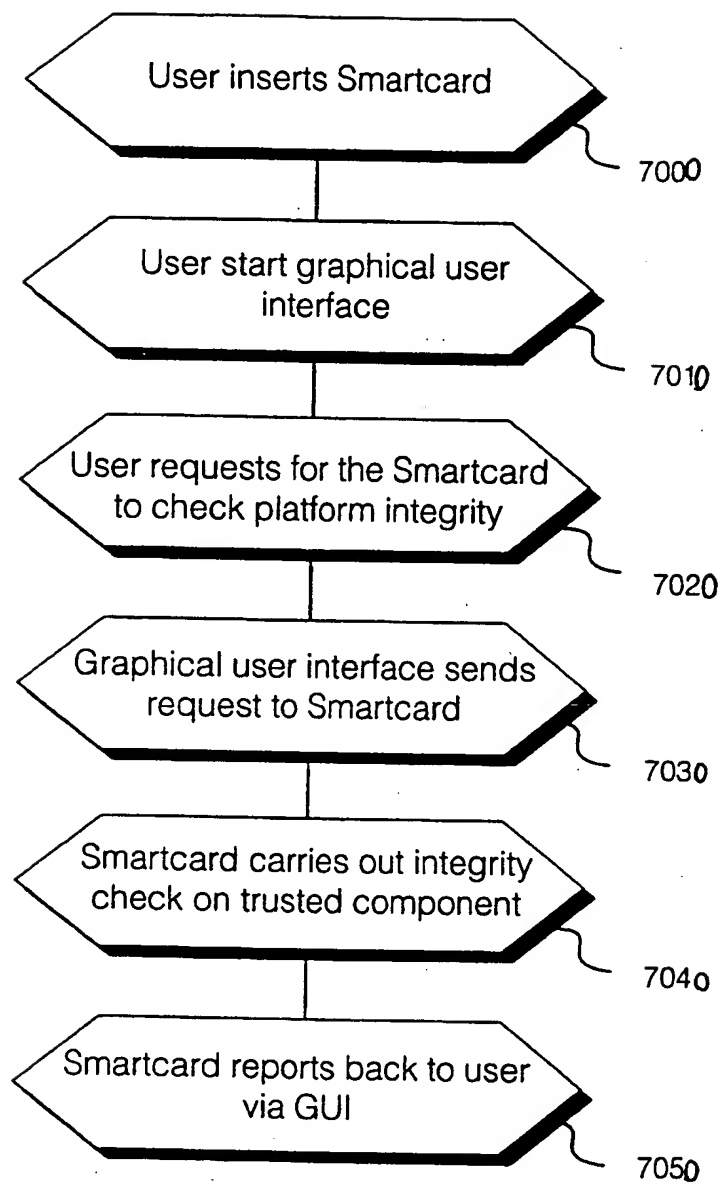 User inserts Smartcard
7000
User start graphical user
interface
7010
User requests for the Smartcard
to check platform integrity
7020
Graphical user interface sends
request to Smartcard
7030
Smartcard carries out integrity
check on trusted component
7040
Smartcard reports back to user
via GUI
7050